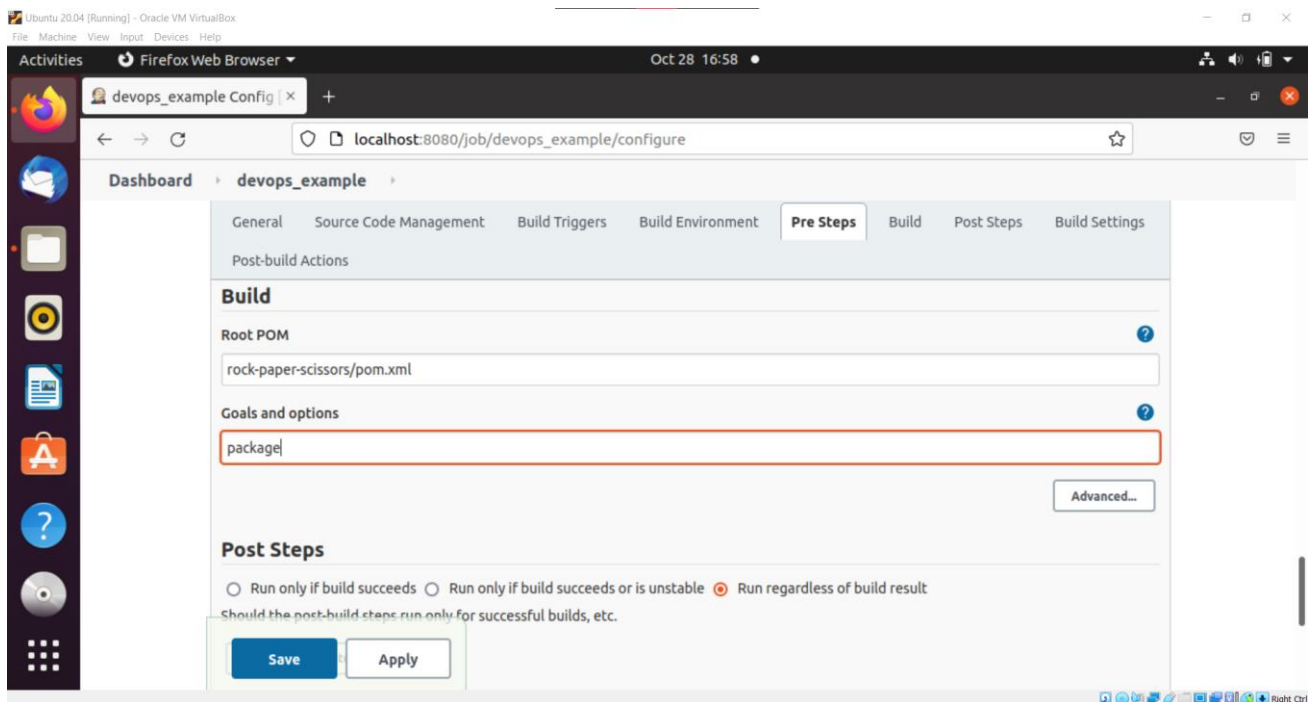 Ubuntu 20.04 [Running] - Oracle VM VirtualBox
File Machine View Input Devices Help
Activities Firefox Web Browser Oct 28 16:58
devops_example Config [
localhost:8080/job/devops_example/configure
Dashboard devops_example
General Source Code Management Build Triggers Build Environment Pre Steps Build Post Steps Build Settings
Post-build Actions
Build
Root POM
rock-paper-scissors/pom.xml
Goals and options
package
Advanced...
Post Steps
Run only if build succeeds Run only if build succeeds or is unstable Run regardless of build result
Should the post-build steps run only for successful builds, etc.
Save Apply
Right Ctrl